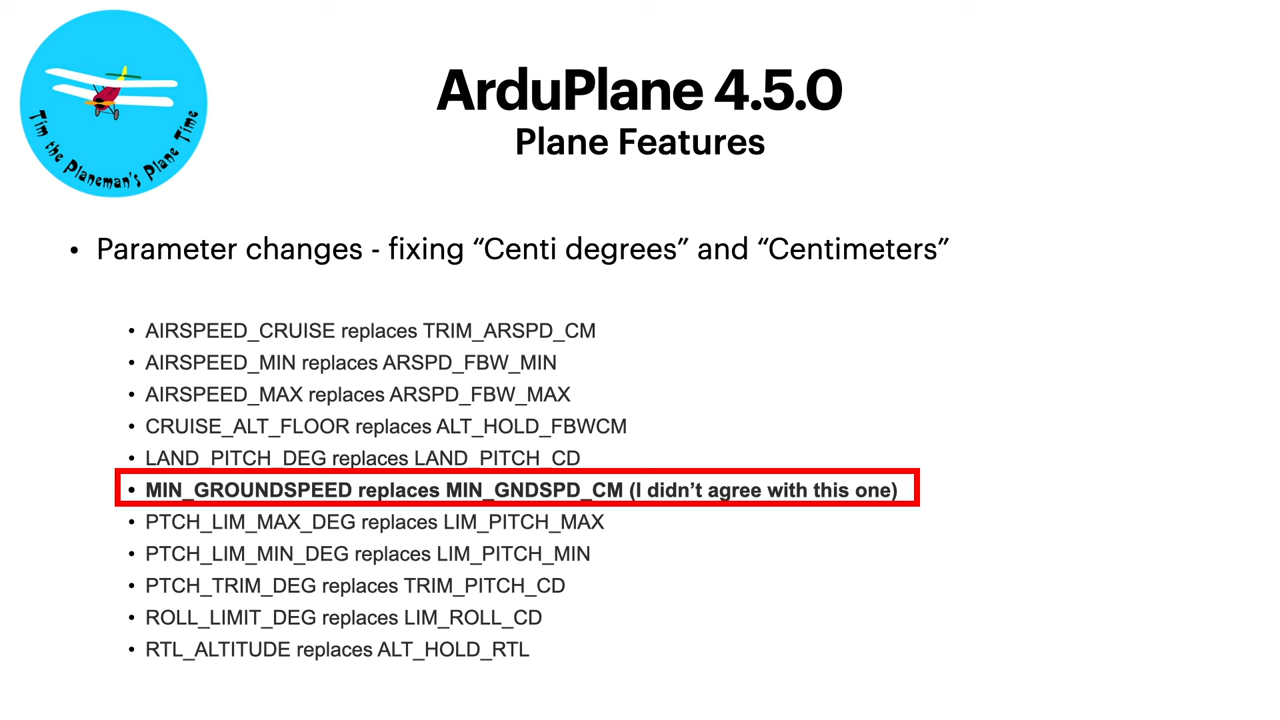 Tim the Planeman's Plane Time
ArduPlane 4.5.0
Plane Features
• Parameter changes - fixing “Centi degrees” and “Centimeters”
• AIRSPEED_CRUISE replaces TRIM_ARSPD_CM
• AIRSPEED_MIN replaces ARSPD_FBW_MIN
• AIRSPEED_MAX replaces ARSPD_FBW_MAX
• CRUISE_ALT_FLOOR replaces ALT_HOLD_FBWCM
• LAND_PITCH_DEG replaces LAND_PITCH_CD
• MIN_GROUNDSPEED replaces MIN_GNDSPD_CM (I didn’t agree with this one)
• PTCH_LIM_MAX_DEG replaces LIM_PITCH_MAX
• PTCH_LIM_MIN_DEG replaces LIM_PITCH_MIN
• PTCH_TRIM_DEG replaces TRIM_PITCH_CD
• ROLL_LIMIT_DEG replaces LIM_ROLL_CD
• RTL_ALTITUDE replaces ALT_HOLD_RTL